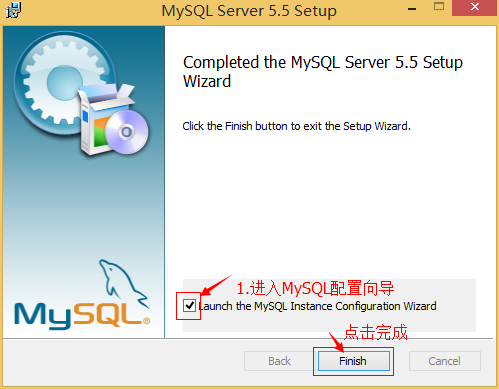 MySQL Server 5.5 Setup
Completed the MySQL Server 5.5 Setup
Wizard
Click the Finish button to exit the Setup Wizard.
1.进入MySQL配置向导
Launch the MySQL Instance Configuration Wizard
MySQL®
点击完成
Back
Finish
Cancel